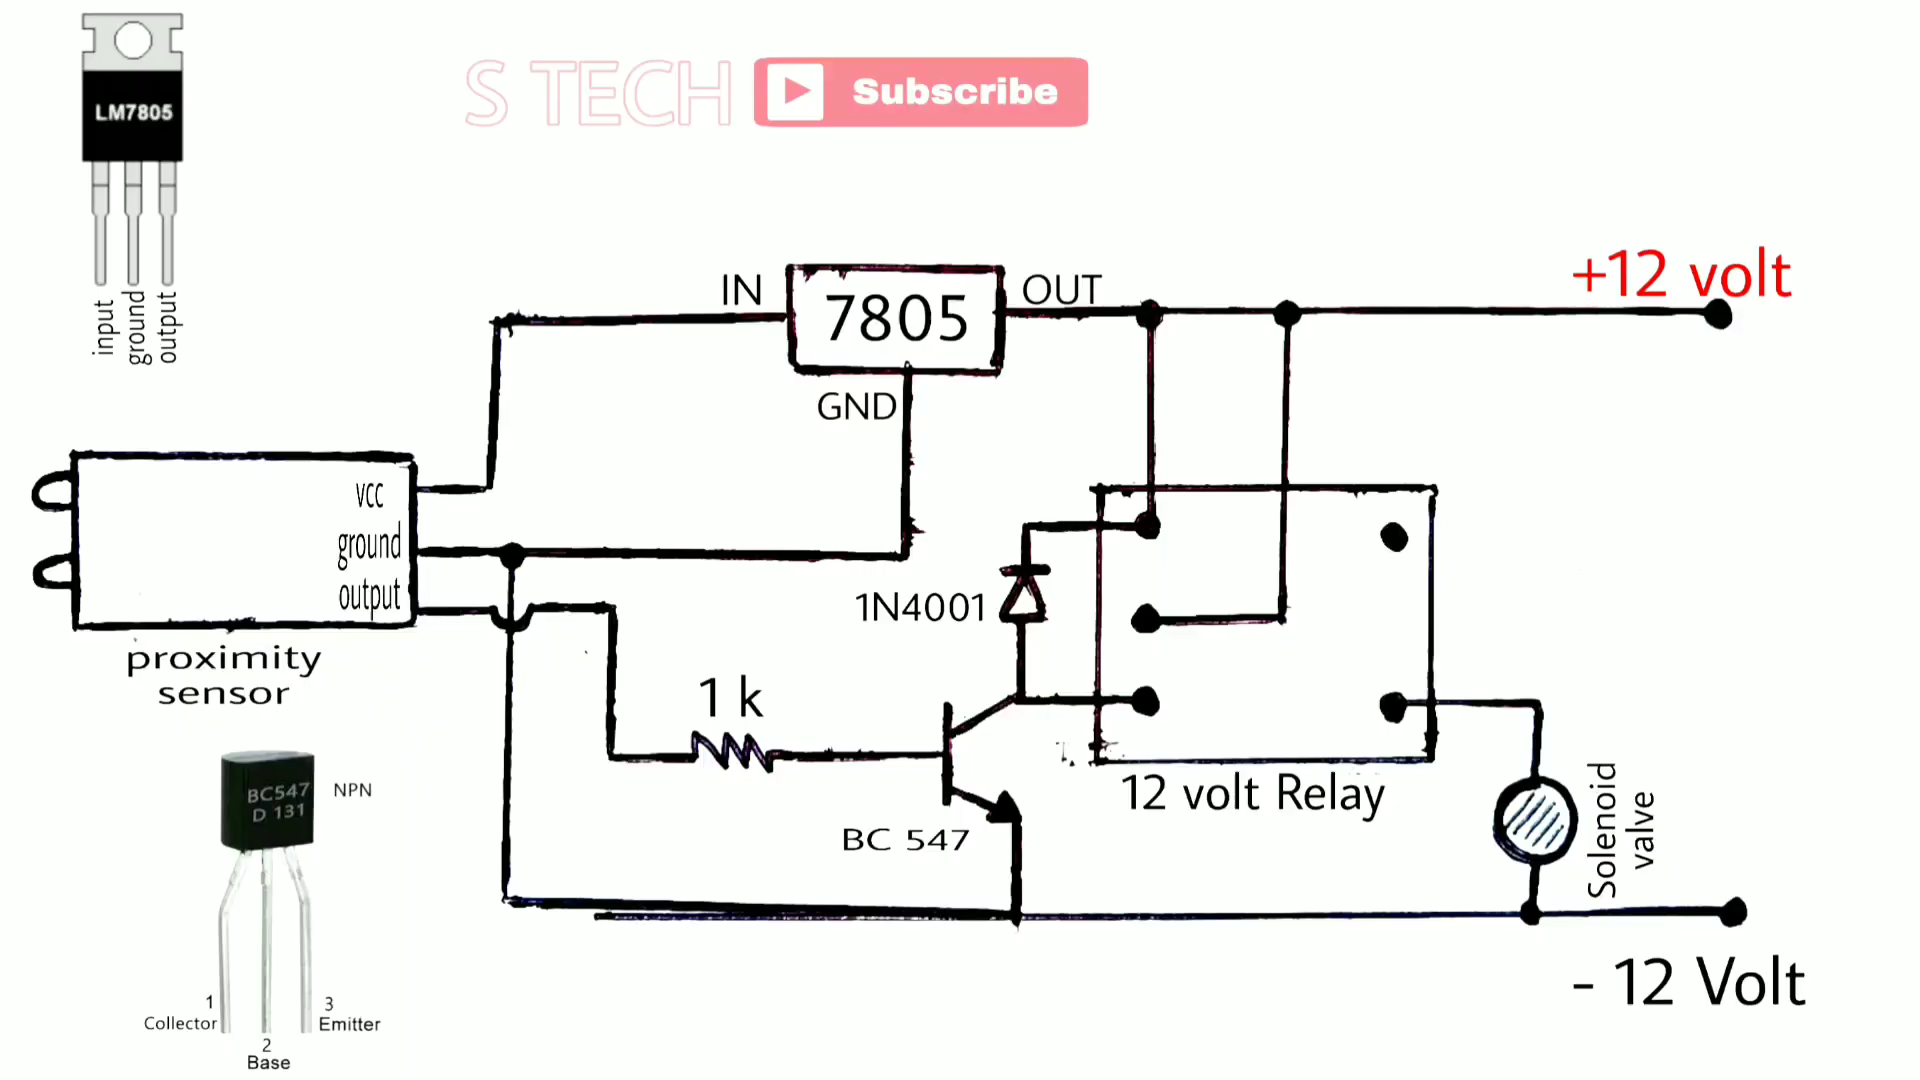 LM7805
input
ground
output
S TECH
Subscribe
+12 volt
IN
7805
OUT
GND
vcc
ground
output
proximity
sensor
1N4001
1 k
BC 547
12 volt Relay
Solenoid
valve
- 12 Volt
BC547
D 131
NPN
1
Collector
2
Base
3
Emitter